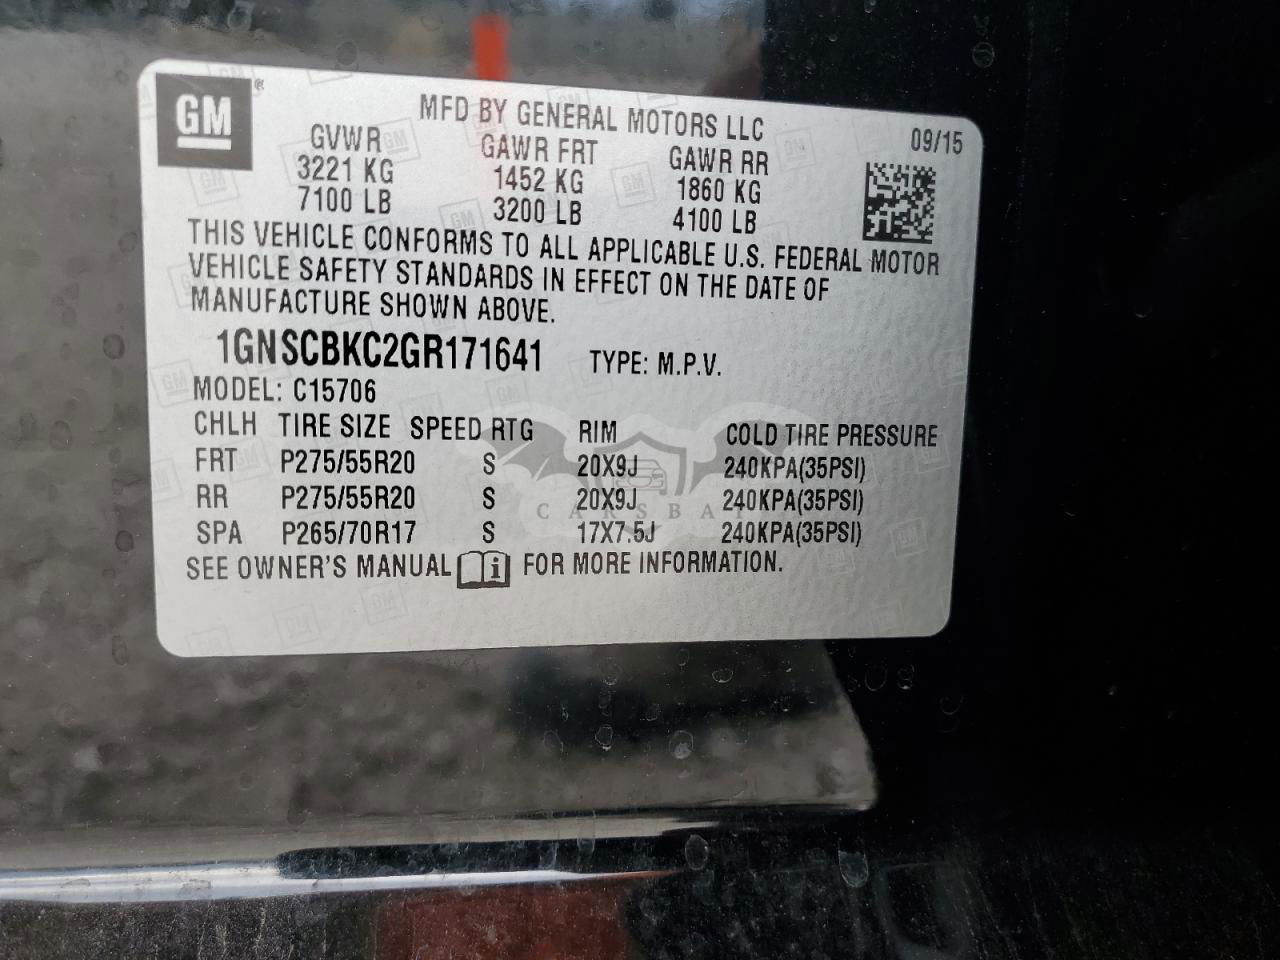 GM ®
MFD BY GENERAL MOTORS LLC 09/15
GVWR GAWR FRT GAWR RR
3221 KG 1452 KG 1860 KG
7100 LB 3200 LB 4100 LB
THIS VEHICLE CONFORMS TO ALL APPLICABLE U.S. FEDERAL MOTOR
VEHICLE SAFETY STANDARDS IN EFFECT ON THE DATE OF
MANUFACTURE SHOWN ABOVE.
1GNSCBKC2GR171641 TYPE: M.P.V.
MODEL: C15706
CHLH TIRE SIZE SPEED RTG RIM COLD TIRE PRESSURE
FRT P275/55R20 S 20X9J 240KPA(35PSI)
RR P275/55R20 S 20X9J 240KPA(35PSI)
CARSBAT
SPA P265/70R17 S 17X7.5J 240KPA(35PSI)
SEE OWNER'S MANUAL i FOR MORE INFORMATION.